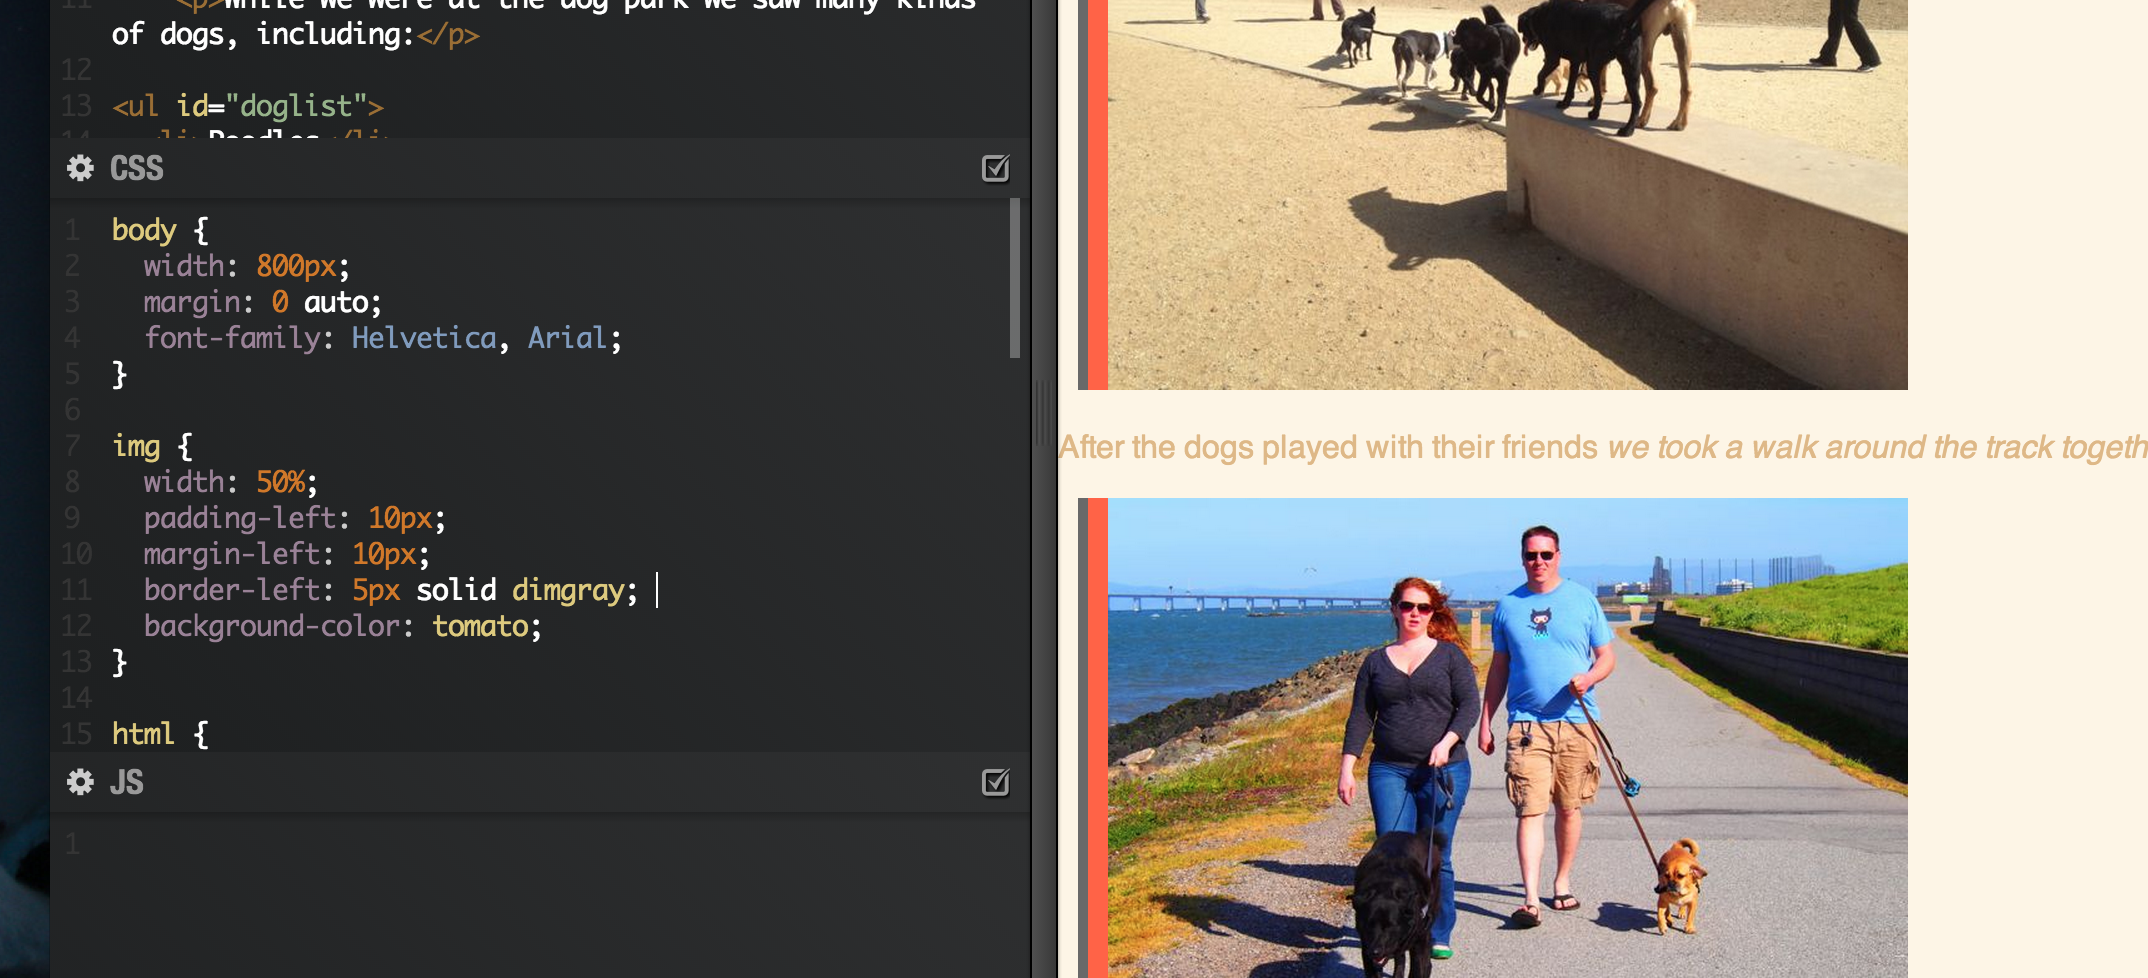 11 <p>While we were at the dog park we saw many kinds
of dogs, including:</p>
12
13 <ul id="doglist">
14 <li>Poodles</li>
CSS
1 body {
2 width: 800px;
3 margin: 0 auto;
4 font-family: Helvetica, Arial;
5 }
6
7 img {
8 width: 50%;
9 padding-left: 10px;
10 margin-left: 10px;
11 border-left: 5px solid dimgray;
12 background-color: tomato;
13 }
14
15 html {
JS
1
After the dogs played with their friends we took a walk around the track togeth